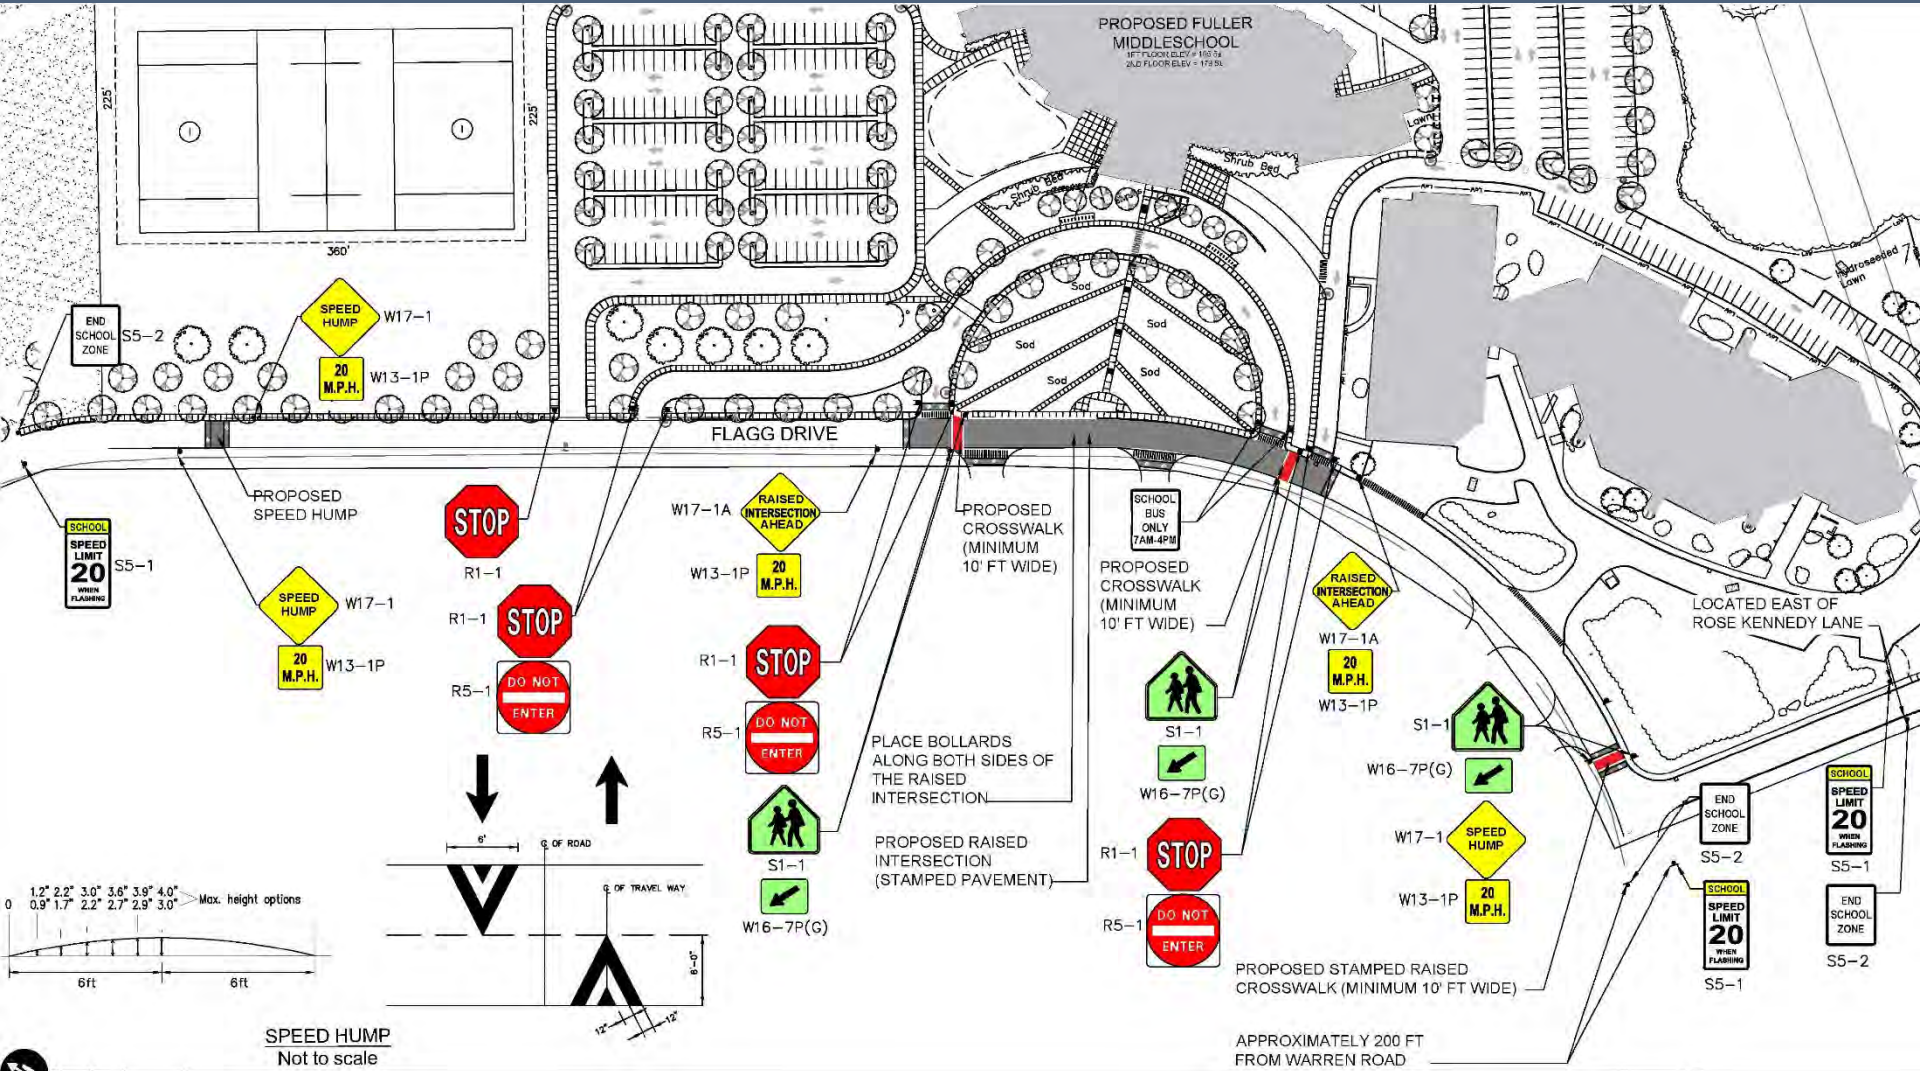 PROPOSED FULLER
MIDDLESCHOOL
225'
225'
360'
Lawn
Shrub Bed
Shrub Bed
Hydroseeded
Lawn
Sod
Sod
Sod
Sod
Sod
END
SCHOOL
ZONE
S5-2
SPEED
HUMP
W17-1
20
M.P.H.
W13-1P
FLAGG DRIVE
PROPOSED
SPEED HUMP
SCHOOL
SPEED
LIMIT
20
WHEN
FLASHING
S5-1
SPEED
HUMP
W17-1
20
M.P.H.
W13-1P
STOP
R1-1
STOP
R1-1
DO NOT
ENTER
R5-1
W17-1A
RAISED
INTERSECTION
AHEAD
W13-1P
20
M.P.H.
R1-1
STOP
R5-1
DO NOT
ENTER
S1-1
W16-7P(G)
PROPOSED
CROSSWALK
(MINIMUM
10' FT WIDE)
SCHOOL
BUS
ONLY
7AM-4PM
PROPOSED
CROSSWALK
(MINIMUM
10' FT WIDE)
RAISED
INTERSECTION
AHEAD
W17-1A
20
M.P.H.
W13-1P
LOCATED EAST OF
ROSE KENNEDY LANE
PLACE BOLLARDS
ALONG BOTH SIDES OF
THE RAISED
INTERSECTION
PROPOSED RAISED
INTERSECTION
(STAMPED PAVEMENT)
S1-1
W16-7P(G)
R1-1
STOP
R5-1
DO NOT
ENTER
S1-1
W16-7P(G)
W17-1
SPEED
HUMP
W13-1P
20
M.P.H.
END
SCHOOL
ZONE
S5-2
SCHOOL
SPEED
LIMIT
20
WHEN
FLASHING
S5-1
SCHOOL
SPEED
LIMIT
20
WHEN
FLASHING
S5-1
END
SCHOOL
ZONE
S5-2
PROPOSED STAMPED RAISED
CROSSWALK (MINIMUM 10' FT WIDE)
APPROXIMATELY 200 FT
FROM WARREN ROAD
6'
OF ROAD
OF TRAVEL WAY
6'-0"
12"
12"
1.2" 2.2" 3.0" 3.6" 3.9" 4.0"
0 0.9" 1.7" 2.2" 2.7" 2.9" 3.0"
Max. height options
6ft
6ft
SPEED HUMP
Not to scale